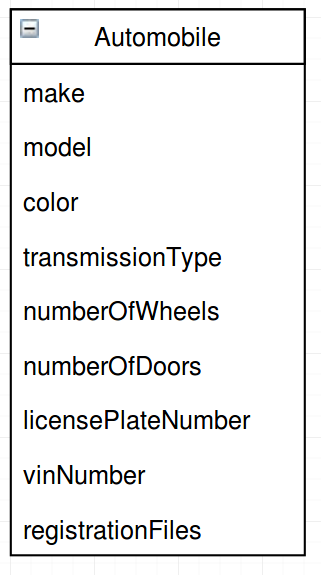 Automobile
make
model
color
transmissionType
numberOfWheels
numberOfDoors
licensePlateNumber
vinNumber
registrationFiles